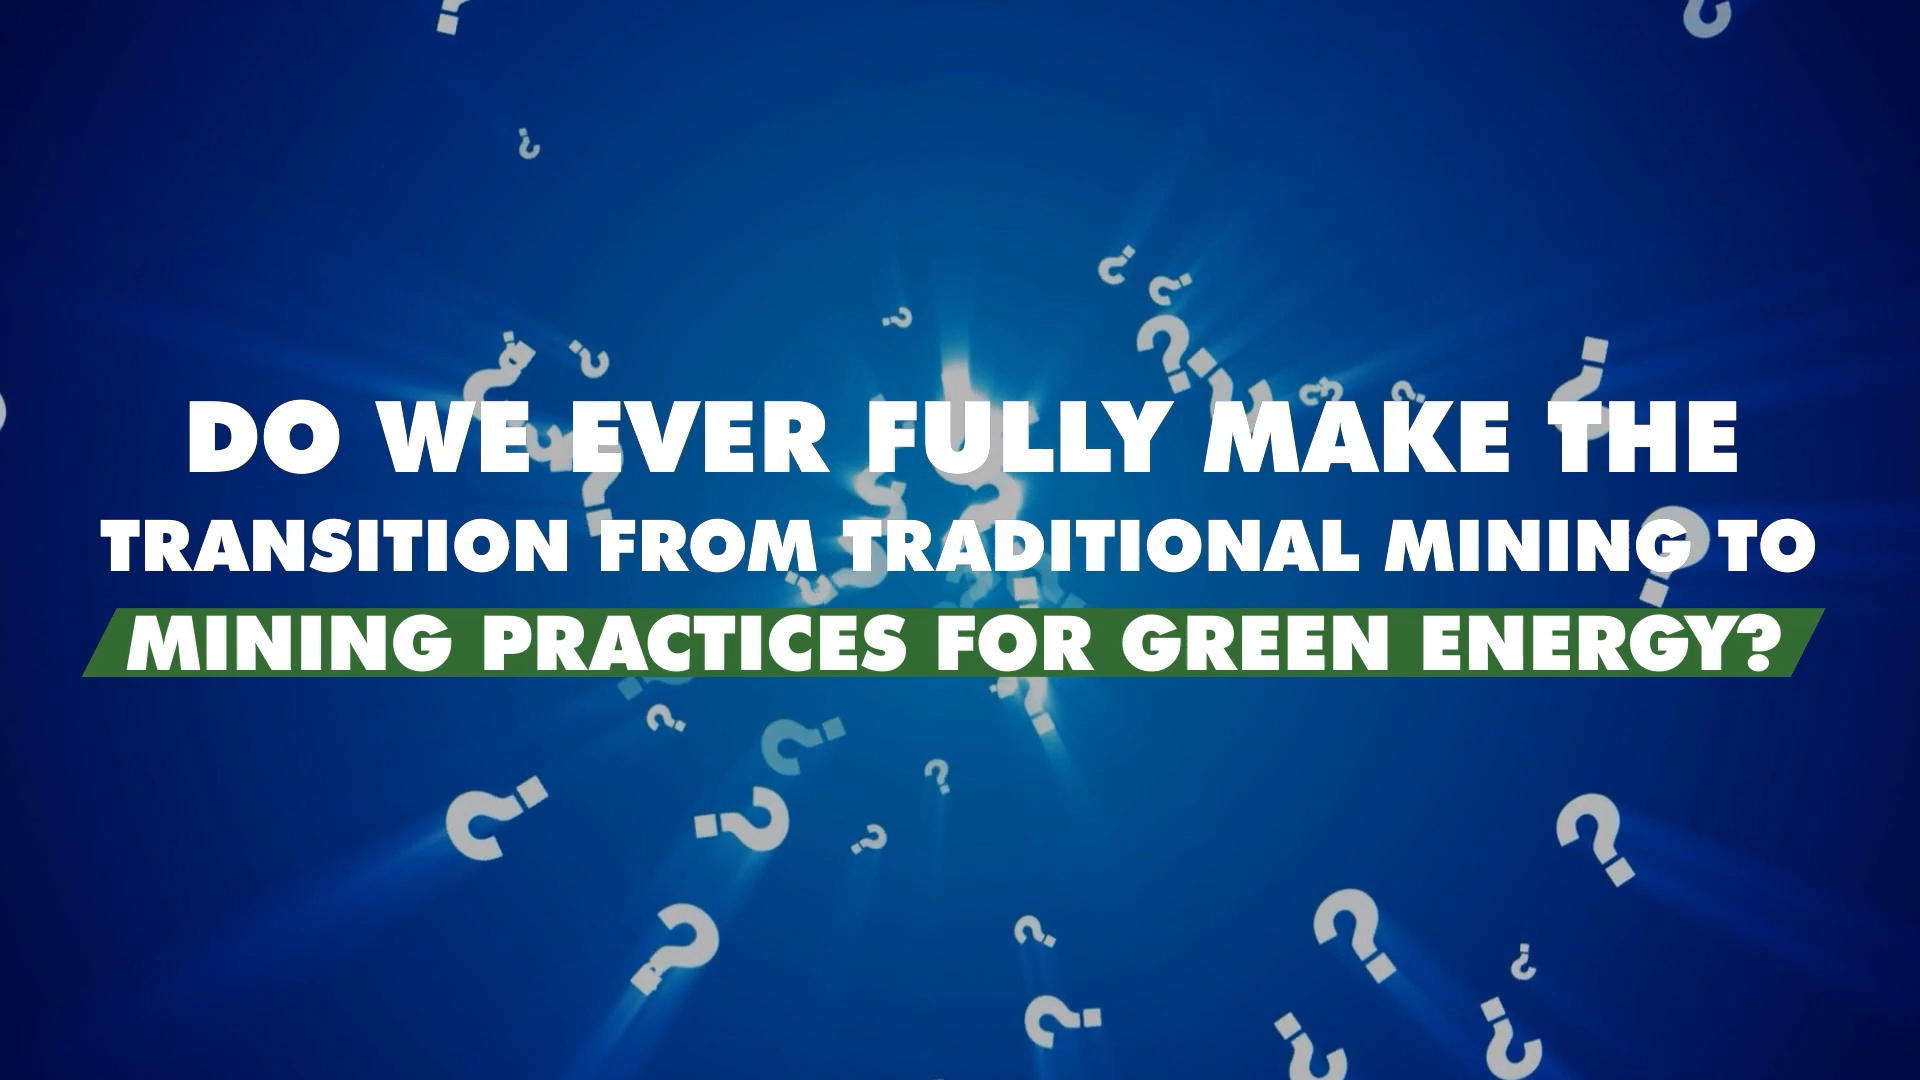 DO WE EVER FULLY MAKE THE
TRANSITION FROM TRADITIONAL MINING TO
MINING PRACTICES FOR GREEN ENERGY?